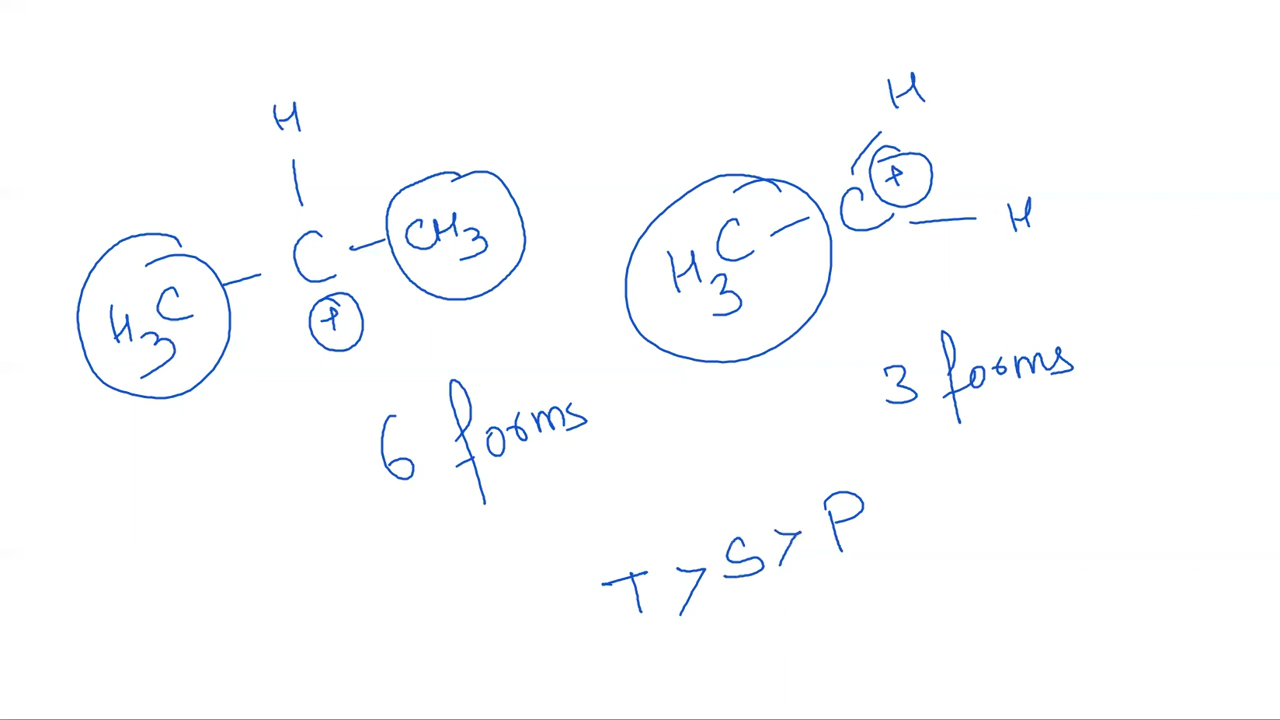 H
H₃C – C – CH₃
+
H
H₃C – C – H
+
6 forms
3 forms
T > S > P